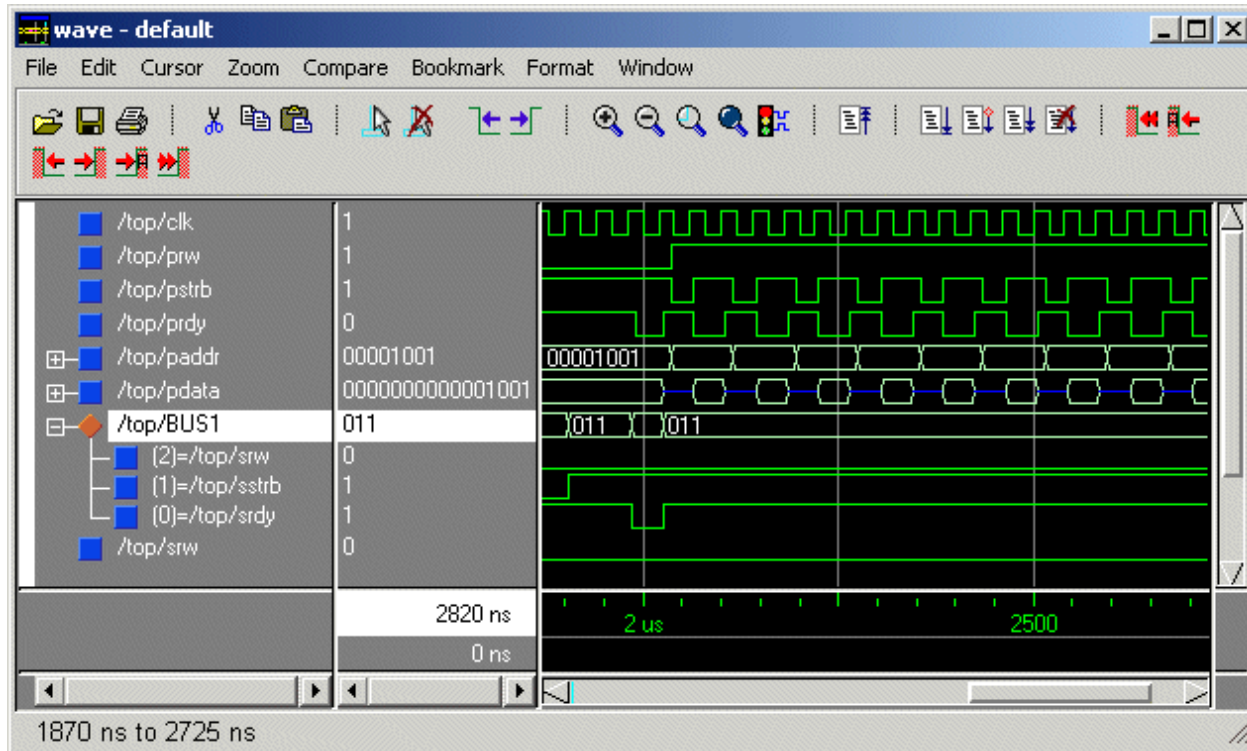 wave - default
File Edit Cursor Zoom Compare Bookmark Format Window
/top/clk 1
/top/prw 1
/top/pstrb 1
/top/prdy 0
/top/paddr 00001001 00001001
/top/pdata 0000000000001001
/top/BUS1 011 011 011
(2)=/top/srw 0
(1)=/top/sstrb 1
(0)=/top/srdy 1
/top/srw 0
2820 ns 2 us 2500
0 ns
1870 ns to 2725 ns